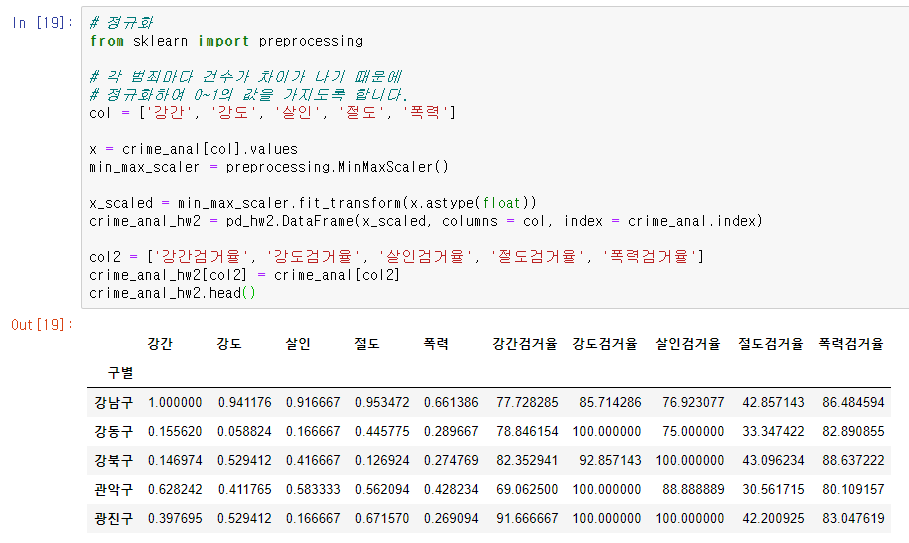 In [19]:
# 정규화
from sklearn import preprocessing
# 각 범죄마다 건수가 차이가 나기 때문에
# 정규화하여 0~1의 값을 가지도록 합니다.
col = ['강간', '강도', '살인', '절도', '폭력']
x = crime_anal[col].values
min_max_scaler = preprocessing.MinMaxScaler()
x_scaled = min_max_scaler.fit_transform(x.astype(float))
crime_anal_hw2 = pd_hw2.DataFrame(x_scaled, columns = col, index = crime_anal.index)
col2 = ['강간검거율', '강도검거율', '살인검거율', '절도검거율', '폭력검거율']
crime_anal_hw2[col2] = crime_anal[col2]
crime_anal_hw2.head()
Out[19]:
강간 강도 살인 절도 폭력 강간검거율 강도검거율 살인검거율 절도검거율 폭력검거율
구별
강남구 1.000000 0.941176 0.916667 0.953472 0.661386 77.728285 85.714286 76.923077 42.857143 86.484594
강동구 0.155620 0.058824 0.166667 0.445775 0.289667 78.846154 100.000000 75.000000 33.347422 82.890855
강북구 0.146974 0.529412 0.416667 0.126924 0.274769 82.352941 92.857143 100.000000 43.096234 88.637222
관악구 0.628242 0.411765 0.583333 0.562094 0.428234 69.062500 100.000000 88.888889 30.561715 80.109157
광진구 0.397695 0.529412 0.166667 0.671570 0.269094 91.666667 100.000000 100.000000 42.200925 83.047619